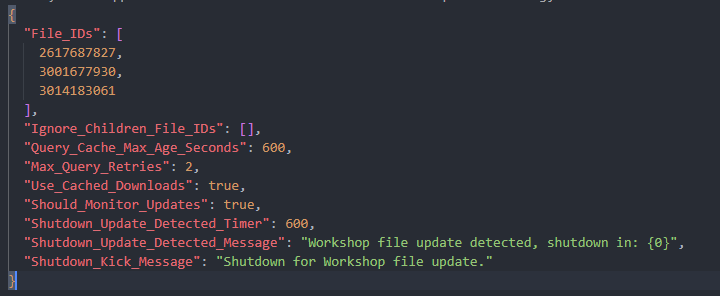 {
"File_IDs": [
2617687827,
3001677930,
3014183061
],
"Ignore_Children_File_IDs": [],
"Query_Cache_Max_Age_Seconds": 600,
"Max_Query_Retries": 2,
"Use_Cached_Downloads": true,
"Should_Monitor_Updates": true,
"Shutdown_Update_Detected_Timer": 600,
"Shutdown_Update_Detected_Message": "Workshop file update detected, shutdown in: {0}",
"Shutdown_Kick_Message": "Shutdown for Workshop file update."
}